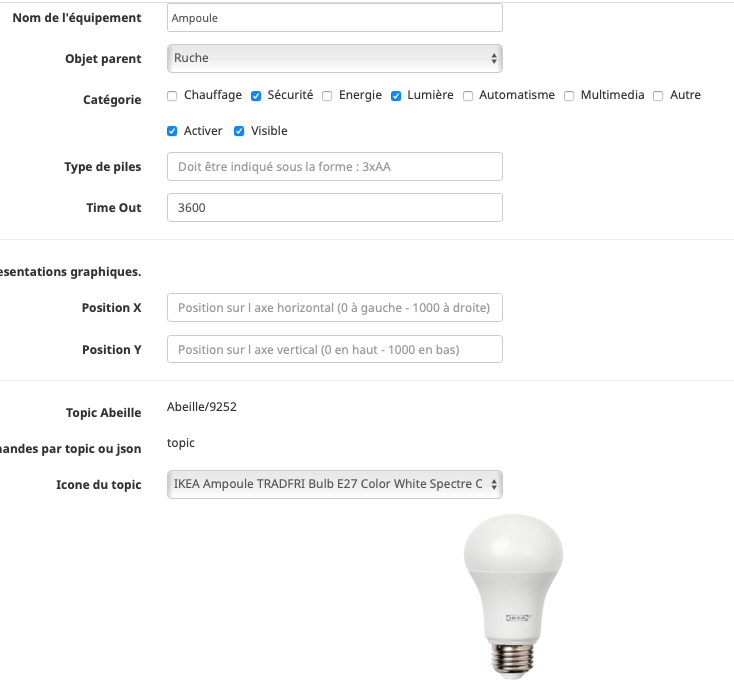 Nom de l'équipement Ampoule
Objet parent Ruche
Catégorie Chauffage Sécurité Energie Lumière Automatisme Multimedia Autre
Activer Visible
Type de piles Doit être indiqué sous la forme : 3xAA
Time Out 3600
esentations graphiques.
Position X Position sur l axe horizontal (0 à gauche - 1000 à droite)
Position Y Position sur l axe vertical (0 en haut - 1000 en bas)
Topic Abeille Abeille/9252
andes par topic ou json topic
Icone du topic IKEA Ampoule TRADFRI Bulb E27 Color White Spectre C
IKEA